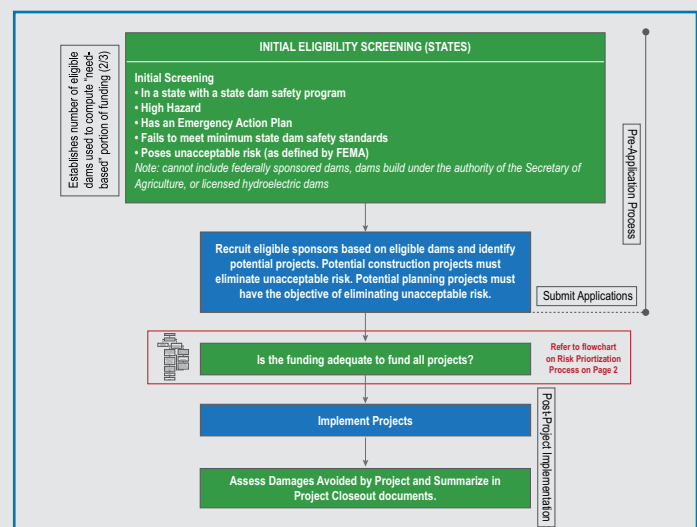 Establishes number of eligible
dams used to compute "need-
based" portion of funding (2/3)
INITIAL ELIGIBILITY SCREENING (STATES)
Initial Screening
• In a state with a state dam safety program
• High Hazard
• Has an Emergency Action Plan
• Fails to meet minimum state dam safety standards
• Poses unacceptable risk (as defined by FEMA)
Note: cannot include federally sponsored dams, dams build under the authority of the Secretary of
Agriculture, or licensed hydroelectric dams
Pre-Application Process
Recruit eligible sponsors based on eligible dams and identify
potential projects. Potential construction projects must
eliminate unacceptable risk. Potential planning projects must
have the objective of eliminating unacceptable risk.
Submit Applications
Is the funding adequate to fund all projects?
Refer to flowchart
on Risk Priortization
Process on Page 2
Implement Projects
Post-Project Implementation
Assess Damages Avoided by Project and Summarize in
Project Closeout documents.